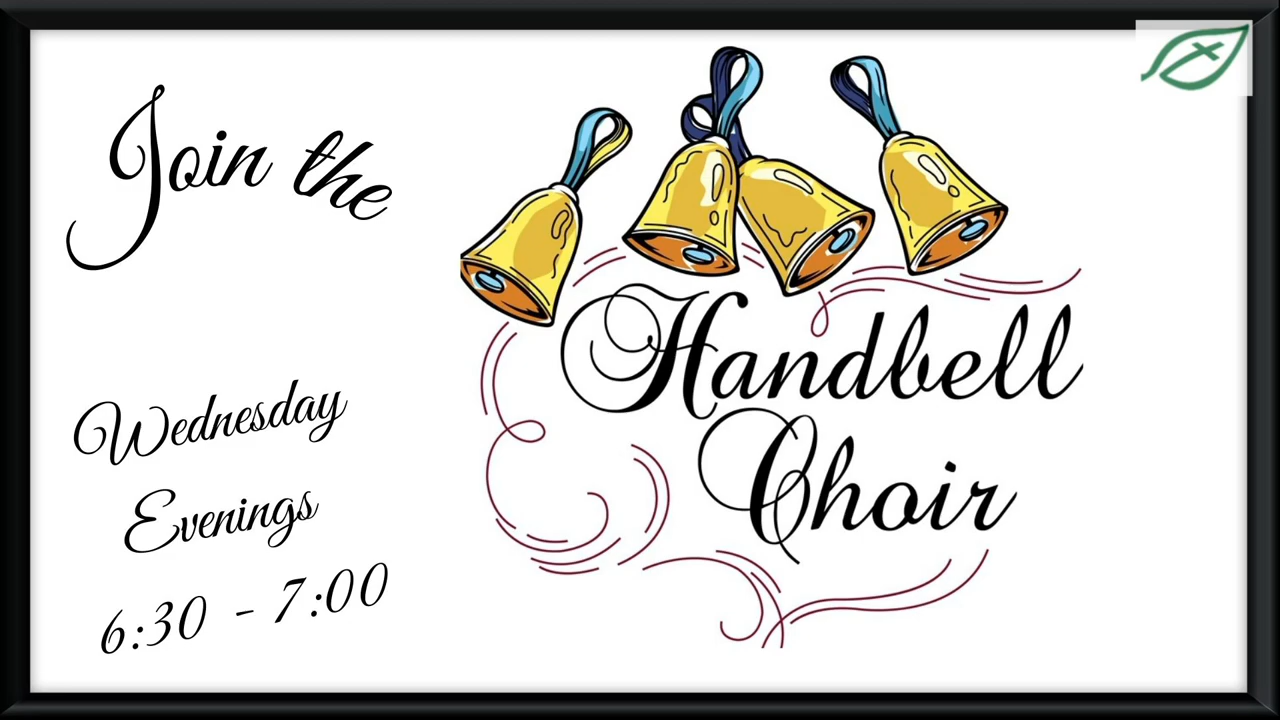 Join the
Handbell
Choir
Wednesday
Evenings
6:30 - 7:00